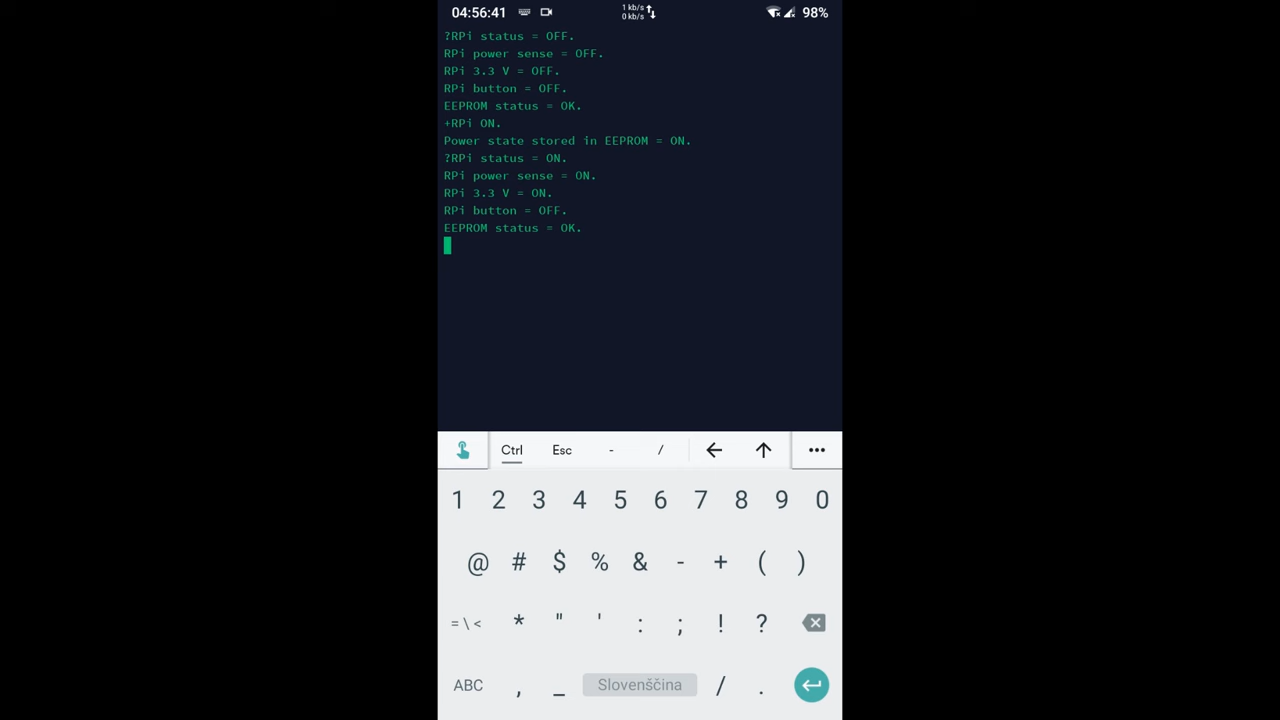 04:56:41
1 kb/s
0 kb/s
98%
?RPi status = OFF.
RPi power sense = OFF.
RPi 3.3 V = OFF.
RPi button = OFF.
EEPROM status = OK.
+RPi ON.
Power state stored in EEPROM = ON.
?RPi status = ON.
RPi power sense = ON.
RPi 3.3 V = ON.
RPi button = OFF.
EEPROM status = OK.
Ctrl Esc - / ← ↑ •••
1 2 3 4 5 6 7 8 9 0
@ # $ % & - + ( )
= \ < * " ' : ; ! ?
ABC , _ Slovenščina / .